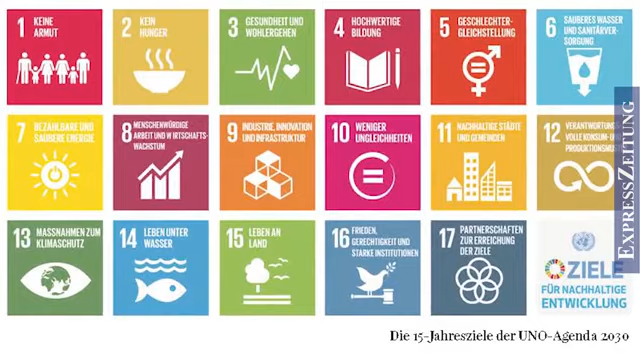 1 KEINE
ARMUT
2 KEIN
HUNGER
3 GESUNDHEIT UND
WOHLERGEHEN
4 HOCHWERTIGE
BILDUNG
5 GESCHLECHTER-
GLEICHSTELLUNG
6 SAUBERES WASSER
UND SANITÄRVER-
SORGUNG
7 BEZAHLBARE UND
SAUBERE ENERGIE
8 MENSCHENWÜRDIGE
ARBEIT UND WIRTSCHAFTS-
WACHSTUM
9 INDUSTRIE, INNOVATION
UND INFRASTRUKTUR
10 WENIGER
UNGLEICHHEITEN
11 NACHHALTIGE STÄDTE
UND GEMEINDEN
12 VERANTWORTUNG
VOLLE KONSUM- U
PRODUKTIONSMU
13 MASSNAHMEN ZUM
KLIMASCHUTZ
14 LEBEN UNTER
WASSER
15 LEBEN AN
LAND
16 FRIEDEN,
GERECHTIGKEIT UND
STARKE INSTITUTIONEN
17 PARTNERSCHAFTEN
ZUR ERREICHUNG
DER ZIELE
ZIELE
FÜR NACHHALTIGE
ENTWICKLUNG
EXPRESSZEITUNG
Die 15-Jahresziele der UNO-Agenda 2030